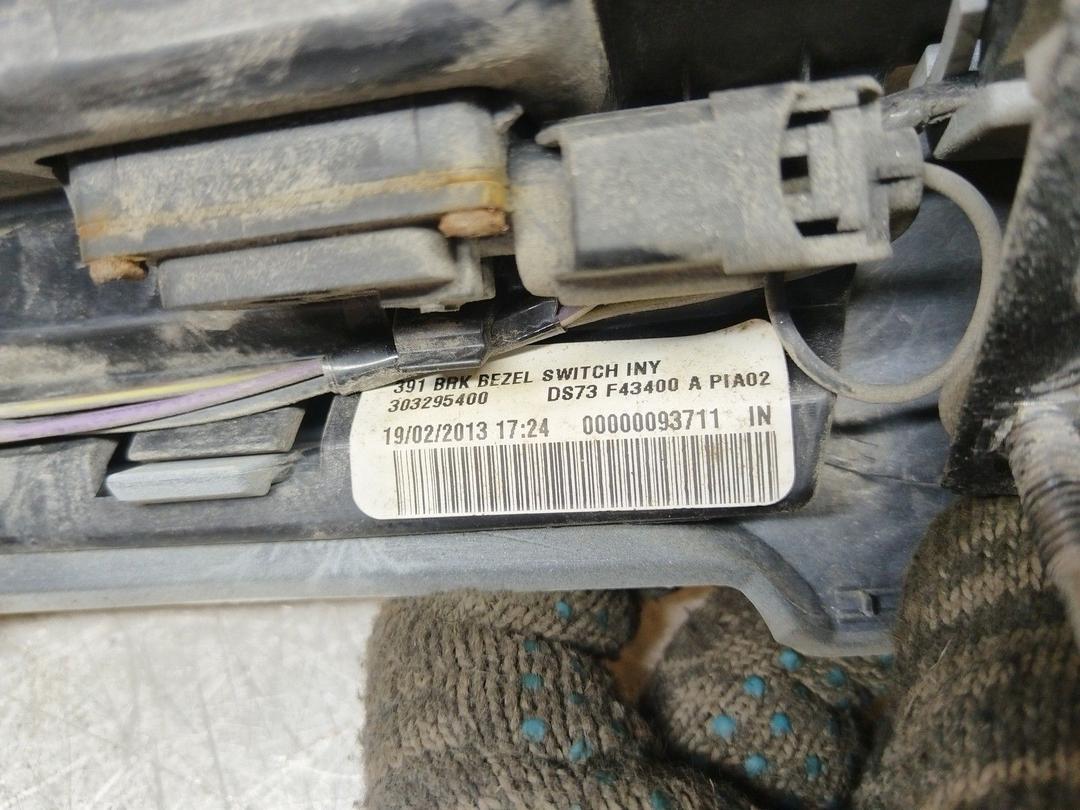 391 BRK BEZEL SWITCH INY
303295400 DS73 F43400 A PIA02
19/02/2013 17:24 00000093711 IN